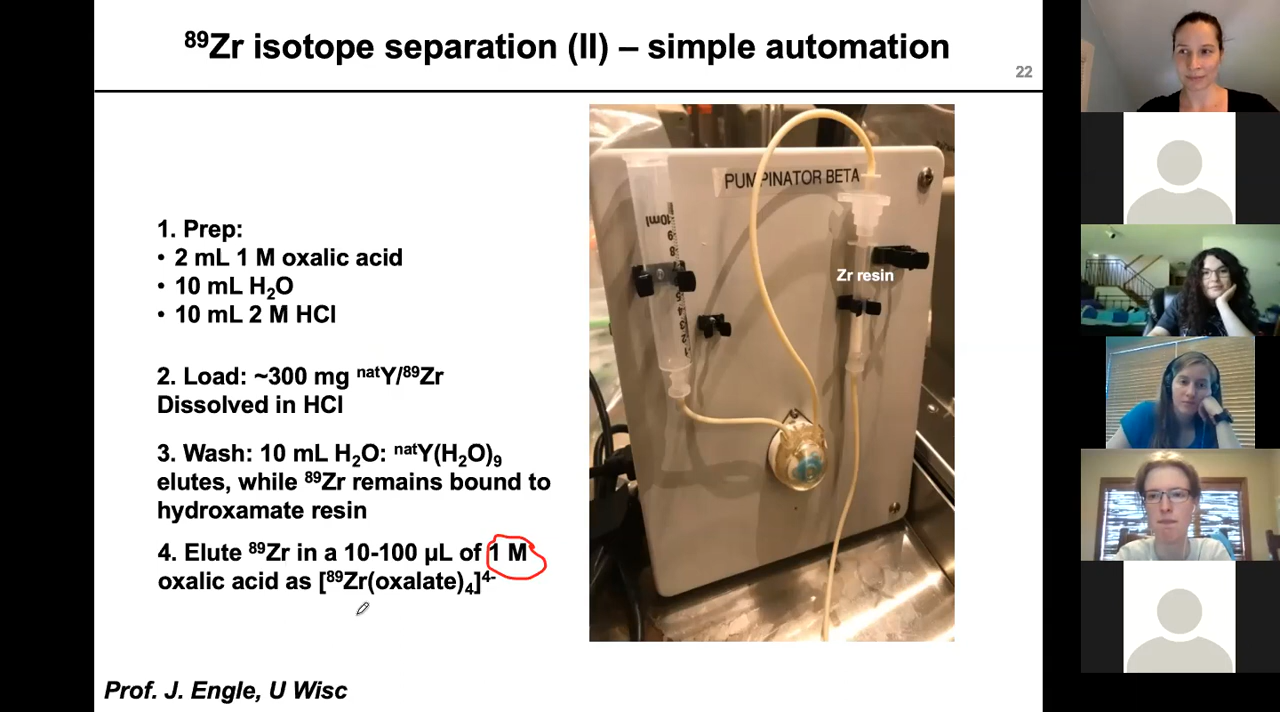 ⁸⁹Zr isotope separation (II) – simple automation
22
1. Prep:
• 2 mL 1 M oxalic acid
• 10 mL H₂O
• 10 mL 2 M HCl
2. Load: ~300 mg ⁿᵃᵗY/⁸⁹Zr
Dissolved in HCl
3. Wash: 10 mL H₂O: ⁿᵃᵗY(H₂O)₉
elutes, while ⁸⁹Zr remains bound to
hydroxamate resin
4. Elute ⁸⁹Zr in a 10-100 µL of 1 M
oxalic acid as [⁸⁹Zr(oxalate)₄]⁴⁻
PUMPINATOR BETA
10ml
Zr resin
Prof. J. Engle, U Wisc